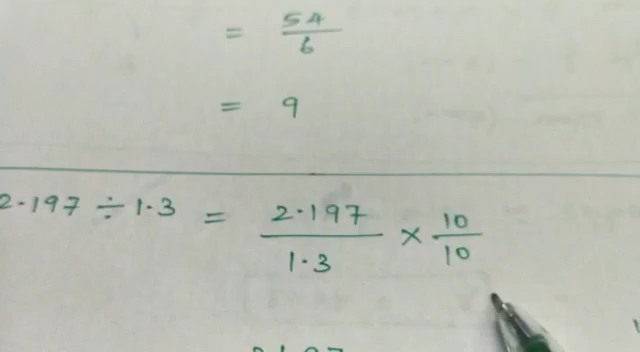 = 54/6
= 9
2.197 ÷ 1.3 = 2.197/1.3 × 10/10